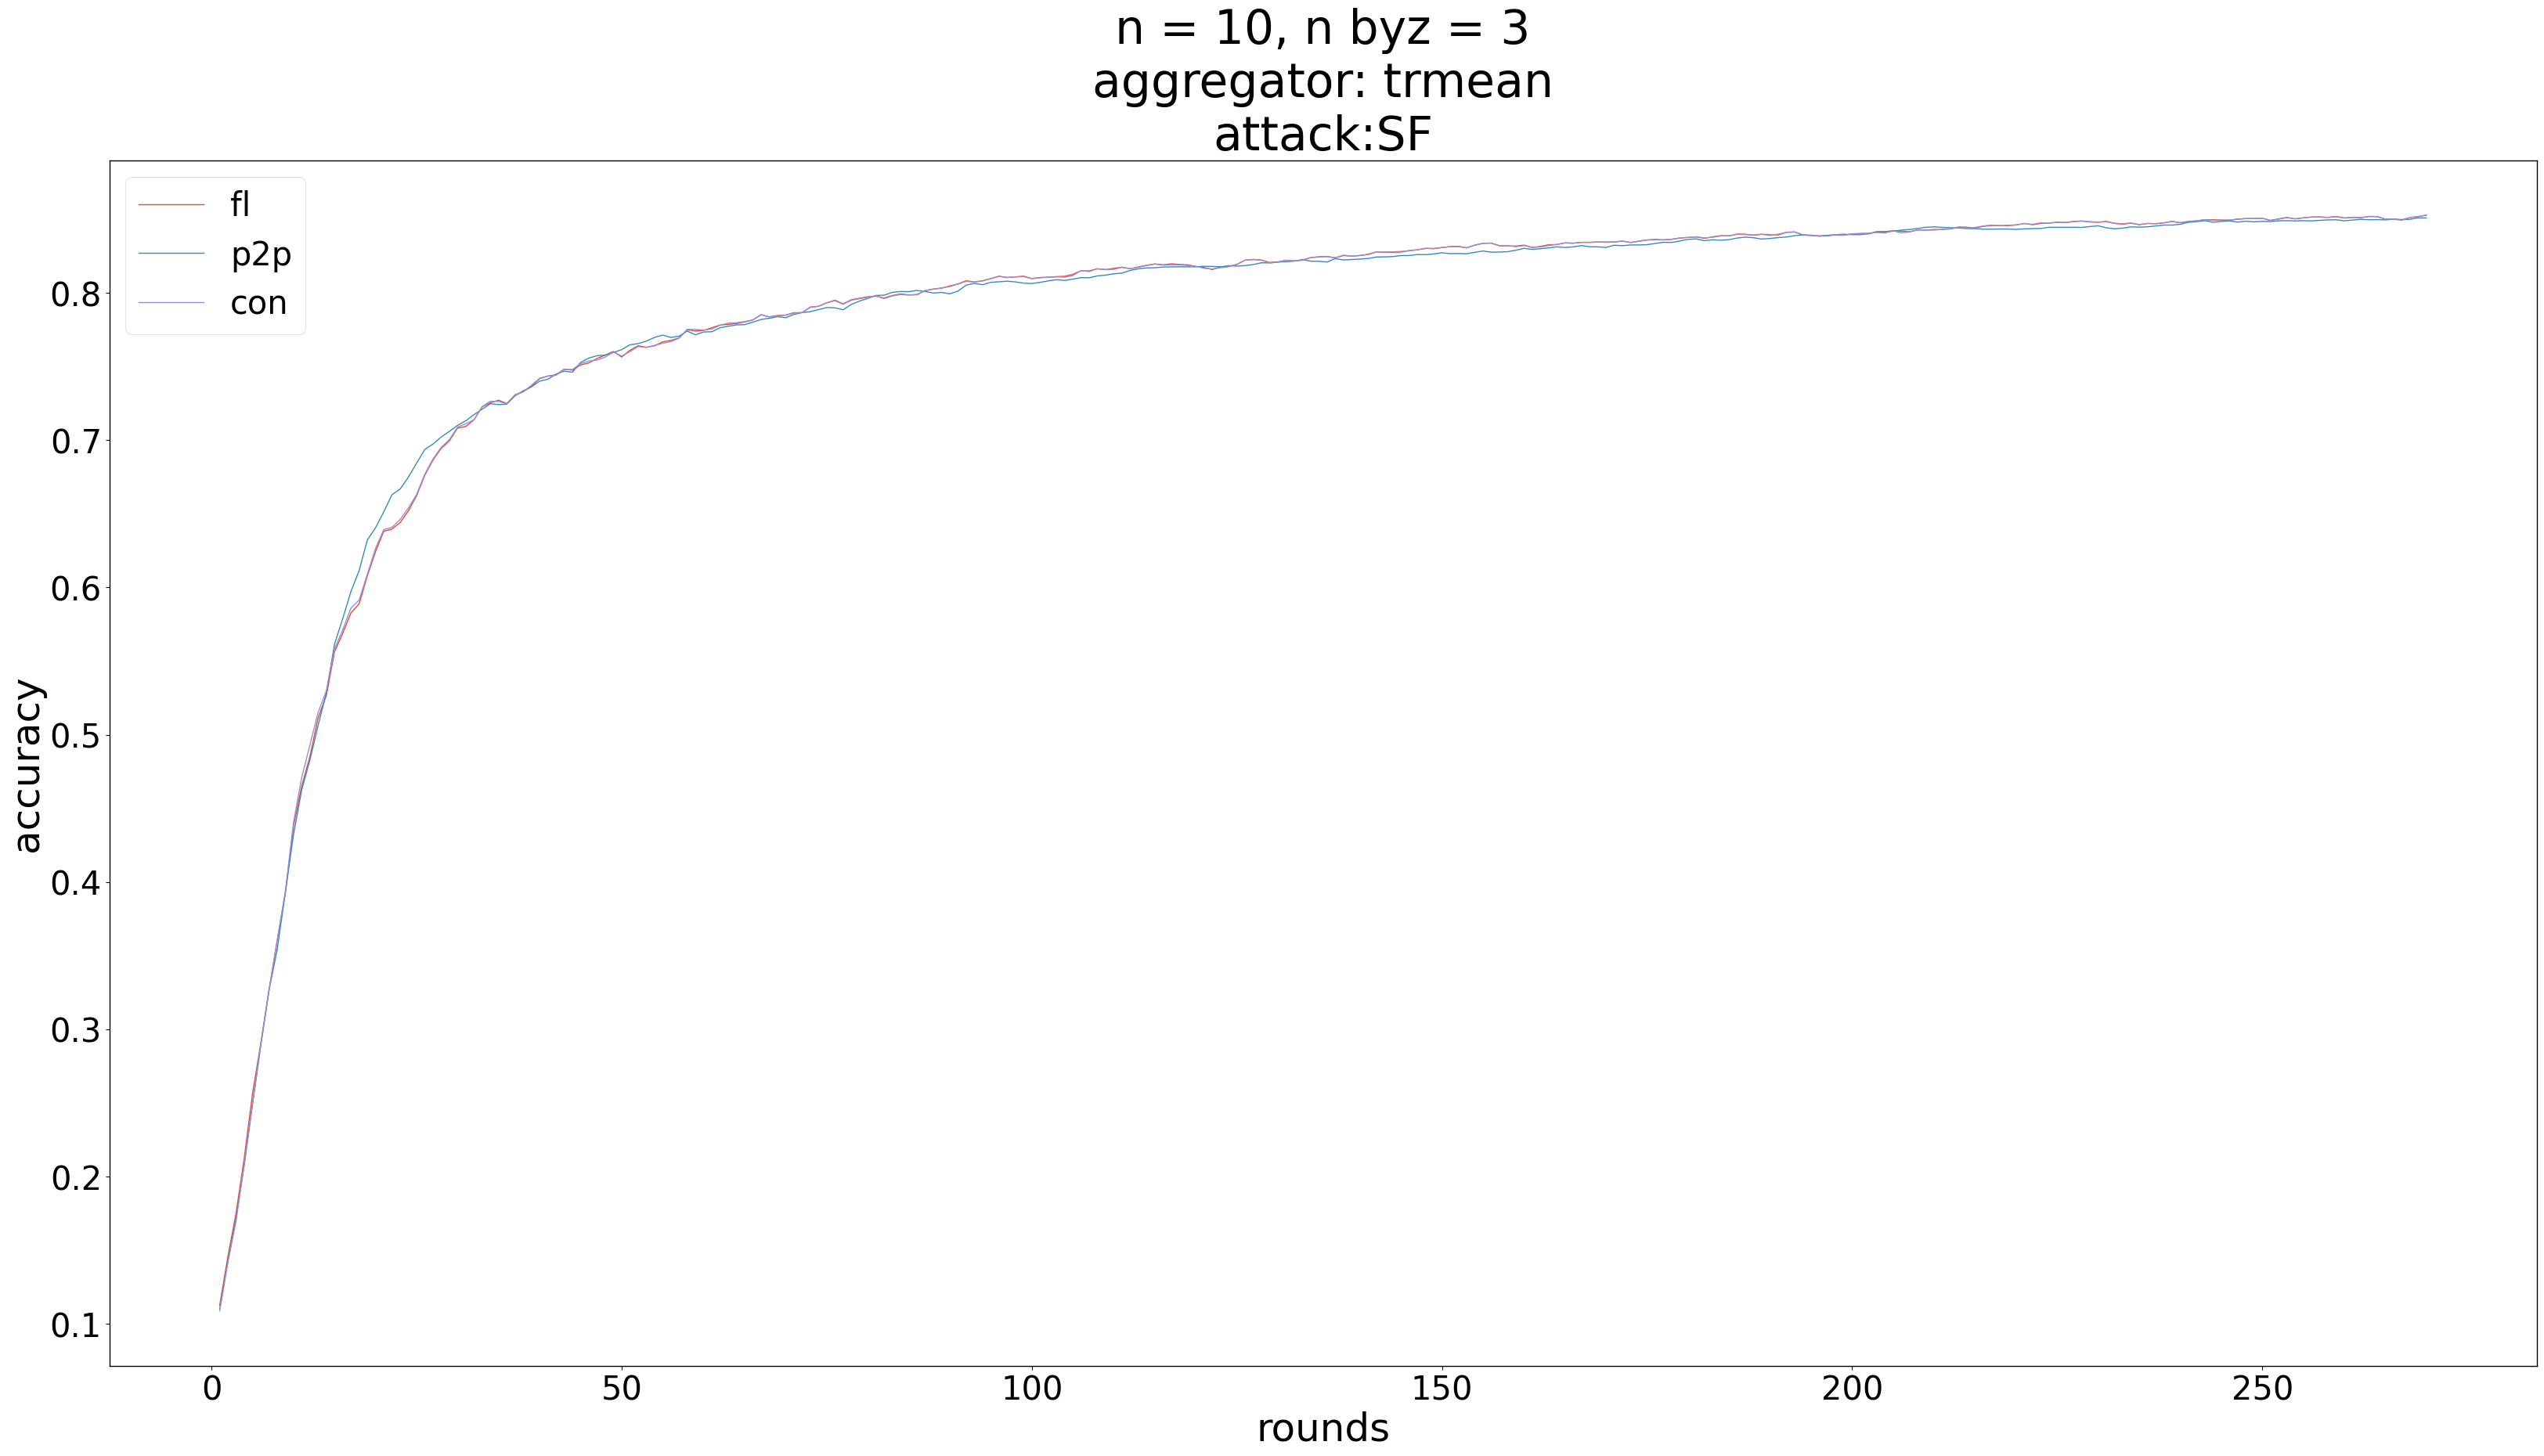 n = 10, n byz = 3
aggregator: trmean
attack:SF
fl
p2p
con
accuracy
0.8
0.7
0.6
0.5
0.4
0.3
0.2
0.1
0 50 100 150 200 250
rounds